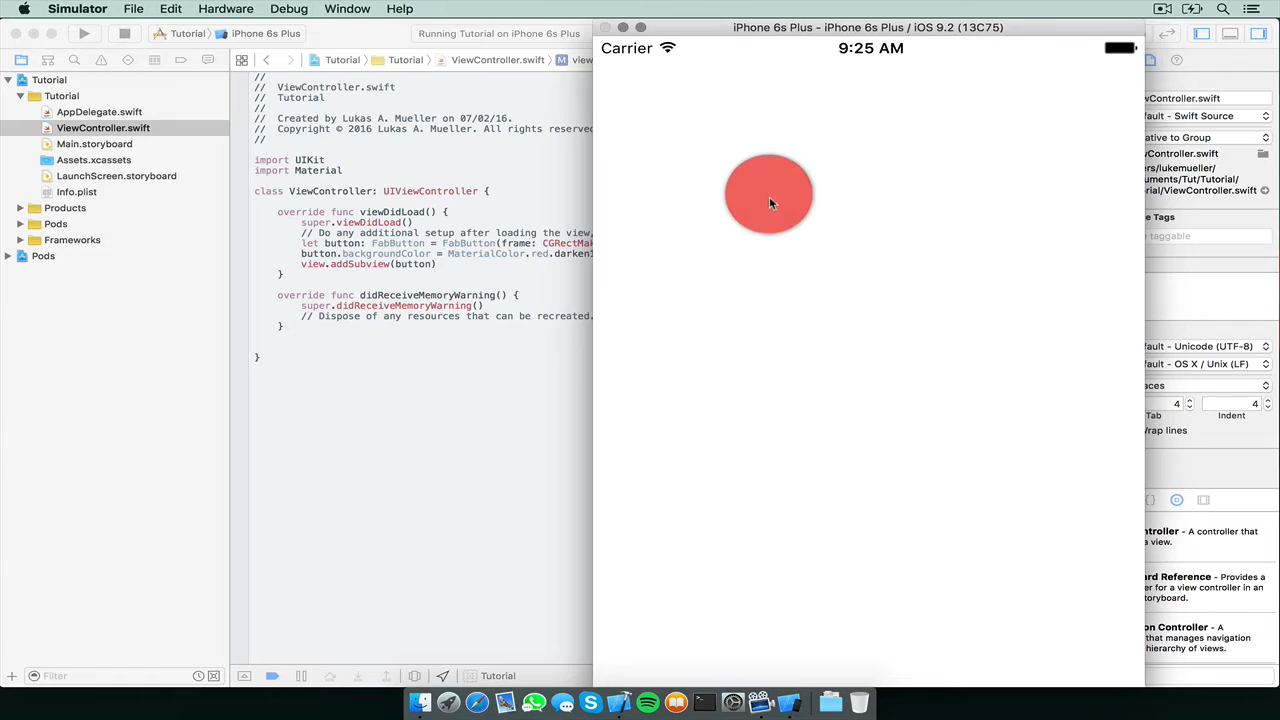 Simulator File Edit Hardware Debug Window Help
iPhone 6s Plus - iPhone 6s Plus / iOS 9.2 (13C75)
Tutorial iPhone 6s Plus
Running Tutorial on iPhone 6s Plus
Carrier 9:25 AM
Tutorial Tutorial ViewController.swift
Tutorial
Tutorial
AppDelegate.swift
ViewController.swift
Main.storyboard
Assets.xcassets
LaunchScreen.storyboard
Info.plist
Products
Pods
Frameworks
Pods
//
// ViewController.swift
// Tutorial
//
// Created by Lukas A. Mueller on 07/02/16.
// Copyright © 2016 Lukas A. Mueller. All rights reserved
//
import UIKit
import Material
class ViewController: UIViewController {
override func viewDidLoad() {
super.viewDidLoad()
// Do any additional setup after loading the view,
let button: FabButton = FabButton(frame: CGRectMak
button.backgroundColor = MaterialColor.red.darken1
view.addSubview(button)
}
override func didReceiveMemoryWarning() {
super.didReceiveMemoryWarning()
// Dispose of any resources that can be recreated.
}
}
wController.swift
fault - Swift Source
ative to Group
wController.swift
ers/lukemueller/
uments/Tut/Tutorial/
rial/ViewController.swift
e Tags
e taggable
fault - Unicode (UTF-8)
fault - OS X / Unix (LF)
aces
4 4
Tab Indent
Wrap lines
ntroller - A controller that
a view.
rd Reference - Provides a
er for a view controller in an
toryboard.
on Controller - A
that manages navigation
hierarchy of views.
Filter
Tutorial